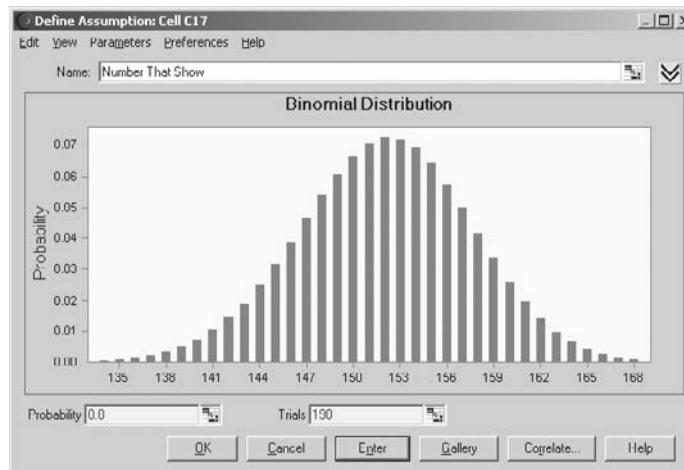 Define Assumption: Cell C17
Edit View Parameters Preferences Help
Name: Number That Show
Binomial Distribution
Probability
0.07
0.06
0.05
0.04
0.03
0.02
0.01
0.00
135 138 141 144 147 150 153 156 159 162 165 168
Probability 0.0 Trials 190
OK Cancel Enter Gallery Correlate... Help